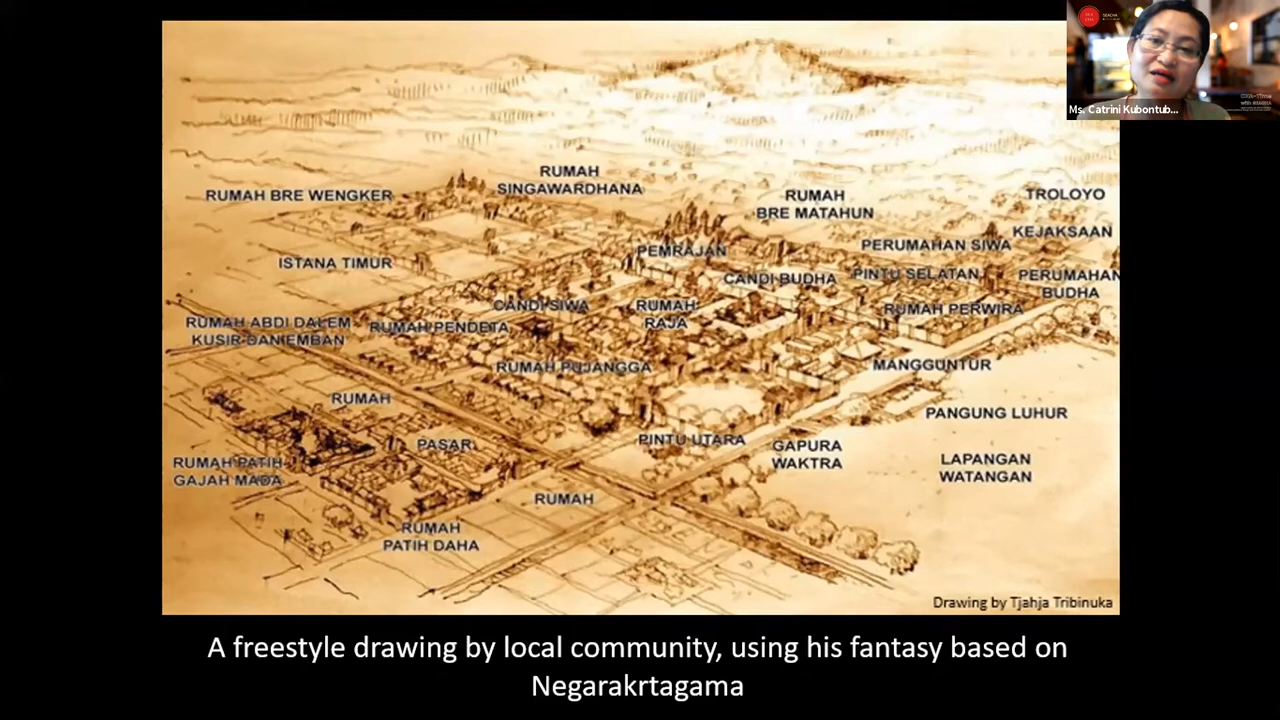 Ms. Catrini Kubontub...
RUMAH BRE WENGKER
RUMAH
SINGAWARDHANA
RUMAH
BRE MATAHUN
TROLOYO
KEJAKSAAN
PERUMAHAN SIWA
ISTANA TIMUR
PEMRAJAN
CANDI BUDHA
PINTU SELATAN
PERUMAHAN
BUDHA
CANDI SIWA
RUMAH
RAJA
RUMAH PERWIRA
RUMAH ABDI DALEM
KUSIR DAN EMBAN
RUMAH PENDETA
RUMAH PUJANGGA
MANGGUNTUR
RUMAH
PANGUNG LUHUR
PASAR
PINTU UTARA
GAPURA
WAKTRA
LAPANGAN
WATANGAN
RUMAH PATIH
GAJAH MADA
RUMAH
RUMAH
PATIH DAHA
Drawing by Tjahja Tribinuka
A freestyle drawing by local community, using his fantasy based on
Negarakrtagama